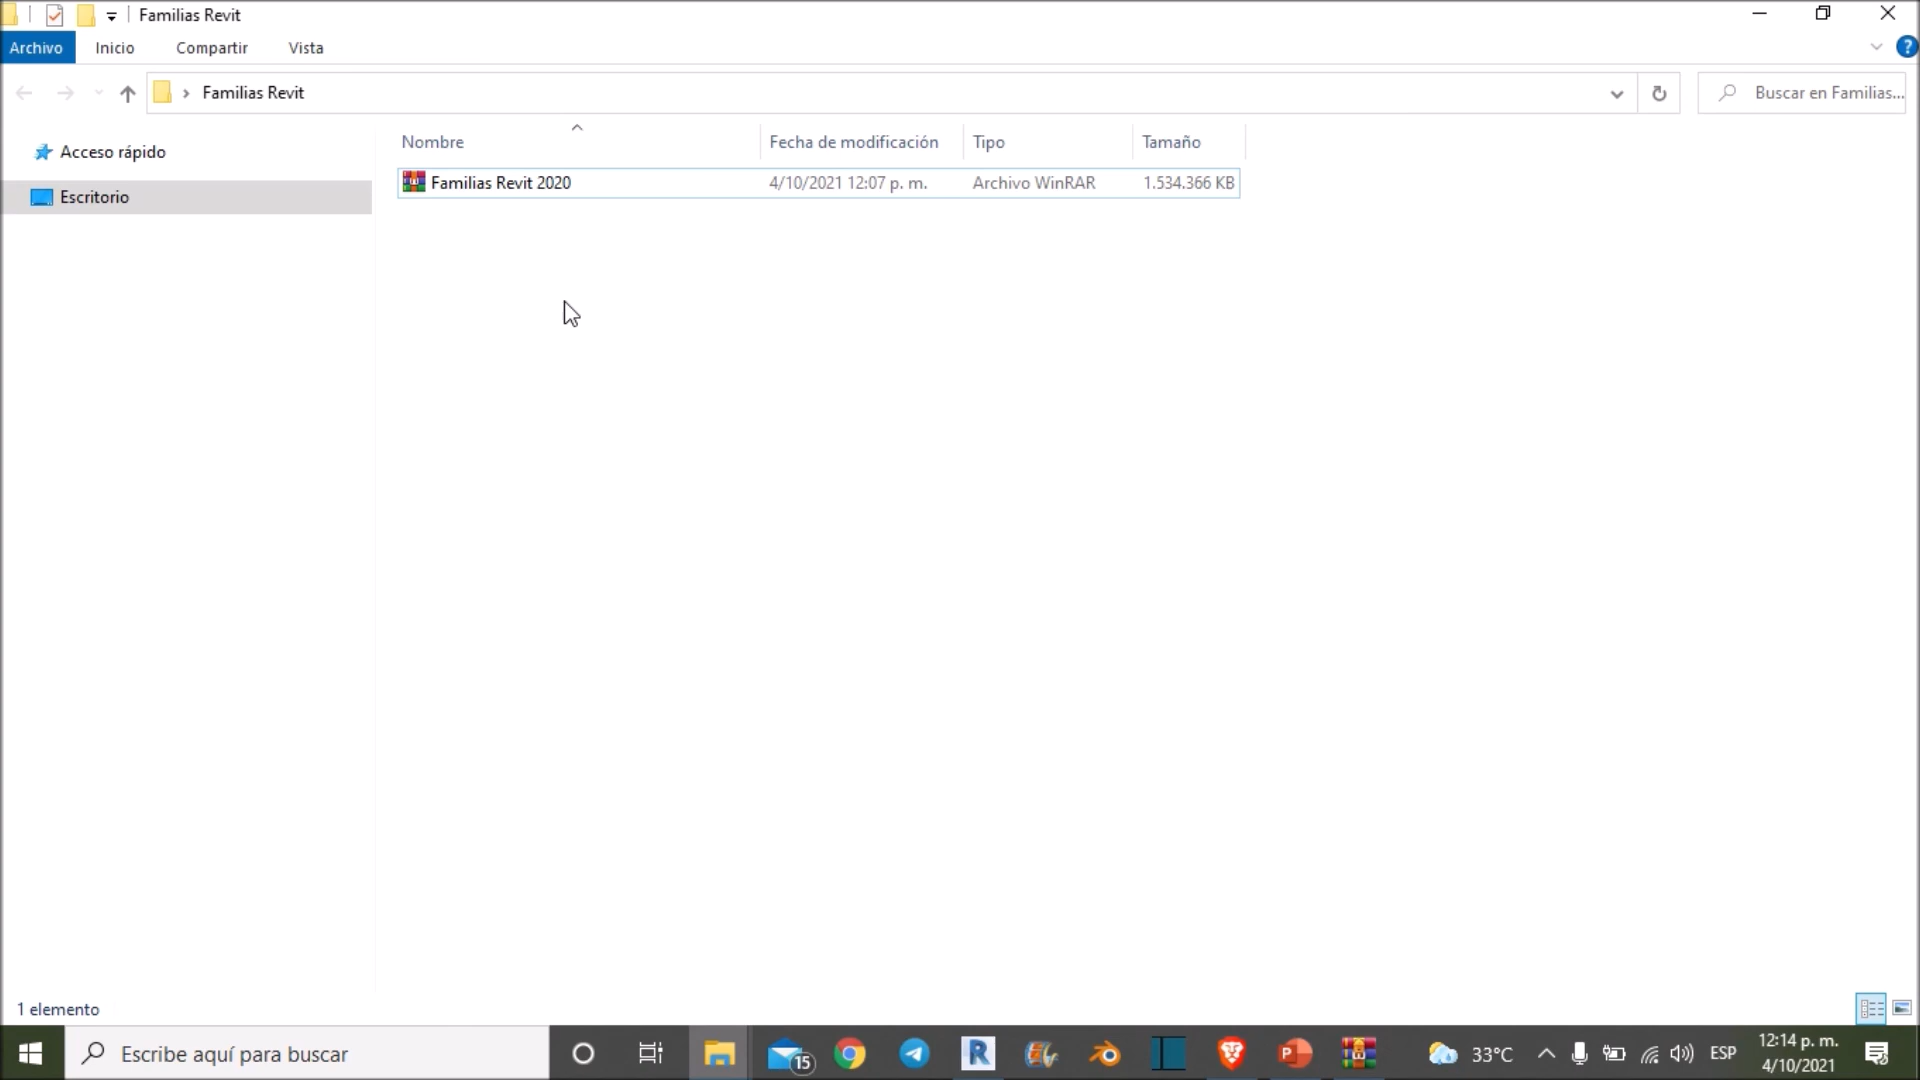 Familias Revit
Archivo Inicio Compartir Vista
Familias Revit
Buscar en Familias...
Acceso rápido
Escritorio
Nombre Fecha de modificación Tipo Tamaño
Familias Revit 2020 4/10/2021 12:07 p. m. Archivo WinRAR 1.534.366 KB
1 elemento
Escribe aquí para buscar
15
33°C
ESP
12:14 p. m.
4/10/2021